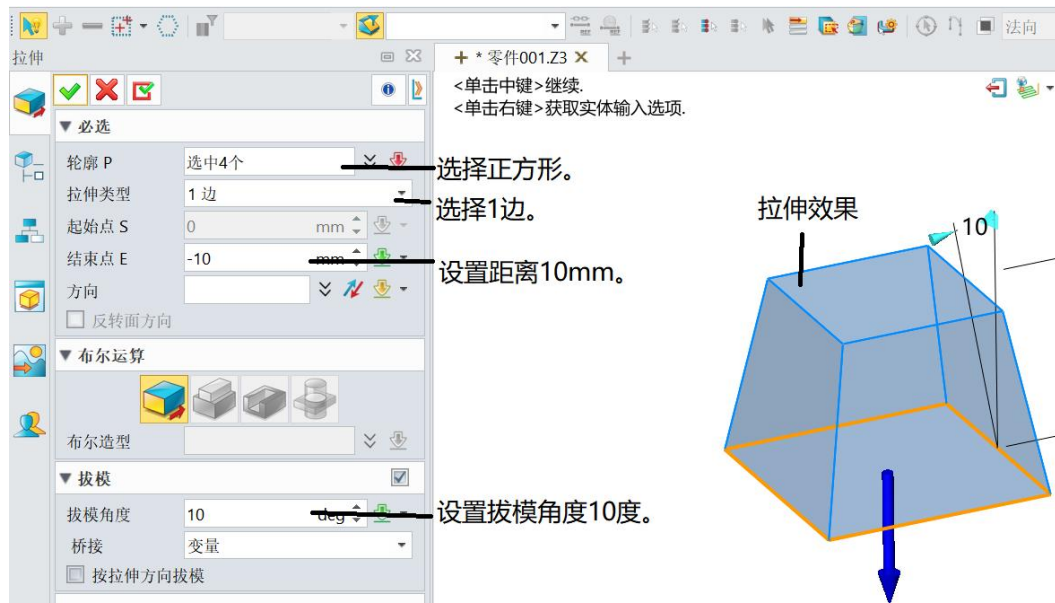 法向
拉伸
* 零件001.Z3
<单击中键>继续.
<单击右键>获取实体输入选项.
▼ 必选
轮廓 P 选中4个
选择正方形。
拉伸类型 1 边
选择1边。
起始点 S 0 mm
结束点 E -10 mm
设置距离10mm。
方向
反转面方向
拉伸效果
10
▼ 布尔运算
布尔造型
▼ 拔模
拔模角度 10 deg
设置拔模角度10度。
桥接 变量
按拉伸方向拔模